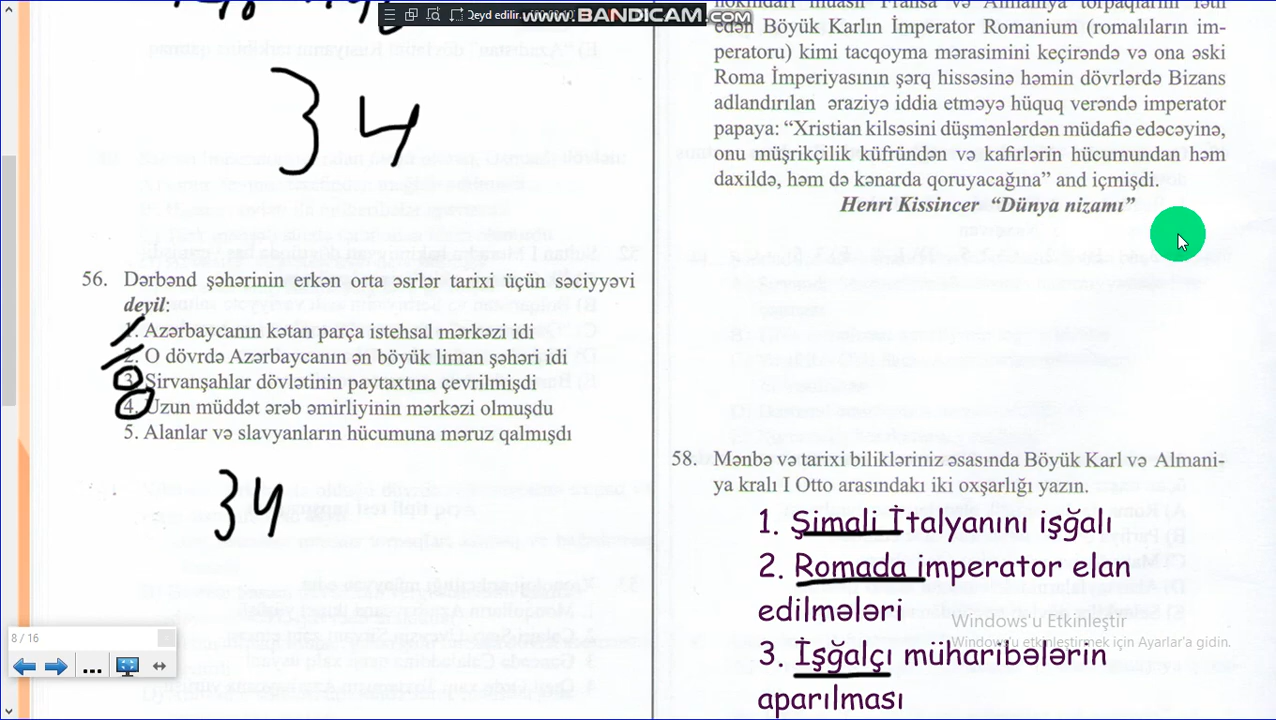 Qeyd edilir
www.BANDICAM.com
34
56. Dərbənd şəhərinin erkən orta əsrlər tarixi üçün səciyyəvi
deyil:
1. Azərbaycanın kətan parça istehsal mərkəzi idi
2. O dövrdə Azərbaycanın ən böyük liman şəhəri idi
3. Şirvanşahlar dövlətinin paytaxtına çevrilmişdi
4. Uzun müddət ərəb əmirliyinin mərkəzi olmuşdu
5. Alanlar və slavyanların hücumuna məruz qalmışdı
34
8 / 16
...
Fransa və Almaniya torpaqlarını
edən Böyük Karlın İmperator Romanium (romalıların im-
peratoru) kimi tacqoyma mərasimini keçirəndə və ona əski
Roma İmperiyasının şərq hissəsinə həmin dövrlərdə Bizans
adlandırılan əraziyə iddia etməyə hüquq verəndə imperator
papaya: “Xristian kilsəsini düşmənlərdən müdafiə edəcəyinə,
onu müşrikçilik küfründən və kafirlərin hücumundan həm
daxildə, həm də kənarda qoruyacağına” and içmişdi.
Henri Kissincer “Dünya nizamı”
58. Mənbə və tarixi bilikləriniz əsasında Böyük Karl və Almani-
ya kralı I Otto arasındakı iki oxşarlığı yazın.
1. Şimali İtalyanını işğalı
2. Romada imperator elan
edilmələri
3. İşğalçı müharibələrin
aparılması
Windows'u Etkinleştir
Windows'u etkinleştirmek için Ayarlar'a gidin.